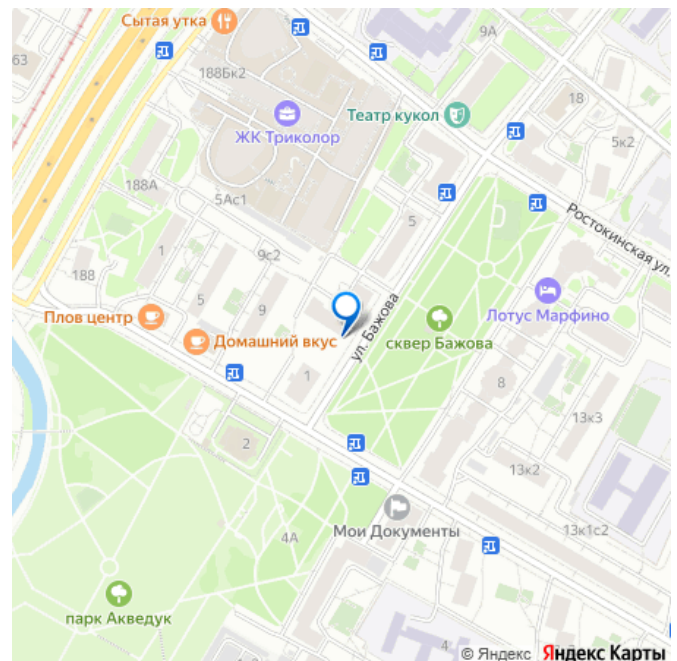 Сытая утка
9А
63
188Бк2
18
Театр кукол
ЖК Триколор
5к2
188А
5Ас1
5
Ростокинская ул.
9с2
1
188
5
9
Плов центр
Домашний вкус
ул. Бажова
сквер Бажова
Лотус Марфино
1
8
13к3
2
13к2
4А
Мои Документы
13к1с2
парк Акведук
4
© Яндекс Яндекс Карты